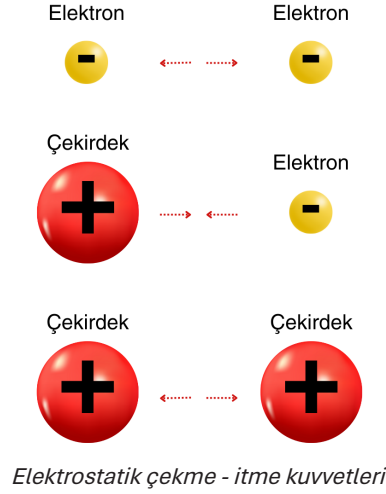 Elektron Elektron
- -
Çekirdek Elektron
+ -
Çekirdek Çekirdek
+ +
Elektrostatik çekme - itme kuvvetleri